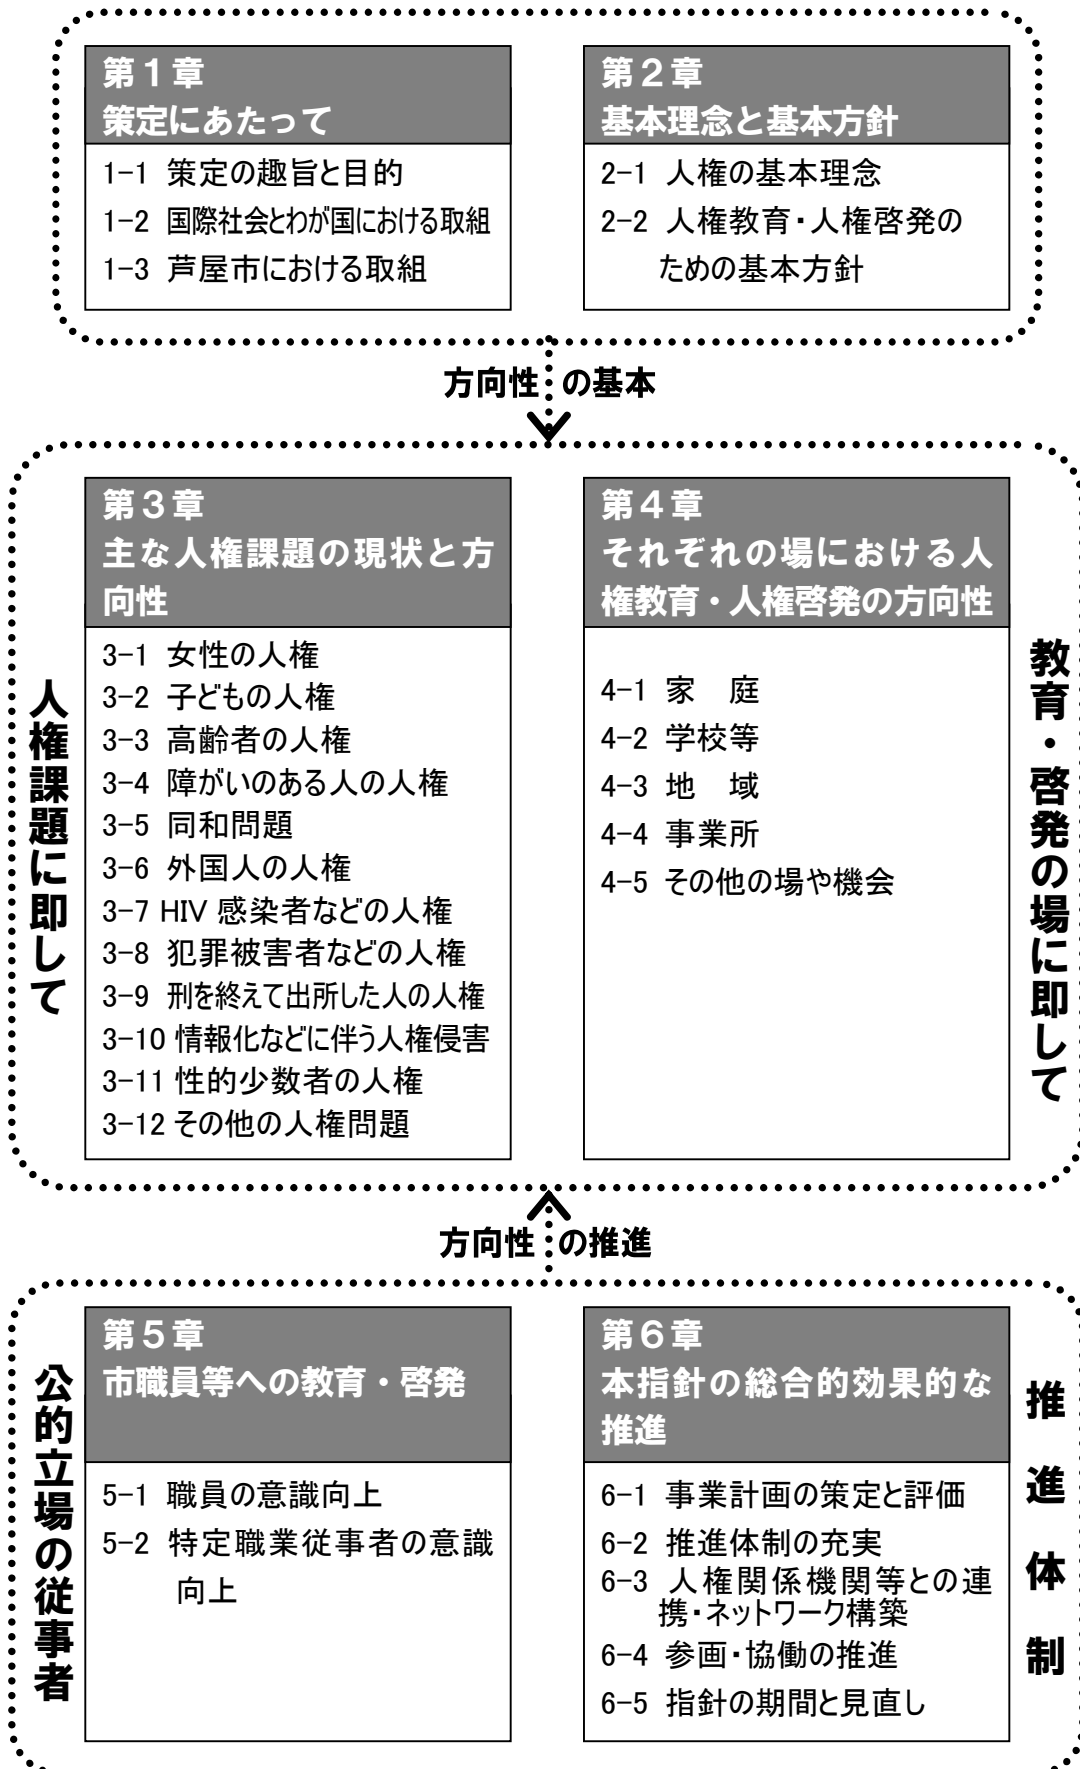 第１章
策定にあたって
1-1 策定の趣旨と目的
1-2 国際社会とわが国における取組
1-3 芦屋市における取組
第２章
基本理念と基本方針
2-1 人権の基本理念
2-2 人権教育・人権啓発の
ための基本方針
方向性の基本
人権課題に即して
第３章
主な人権課題の現状と方
向性
3-1 女性の人権
3-2 子どもの人権
3-3 高齢者の人権
3-4 障がいのある人の人権
3-5 同和問題
3-6 外国人の人権
3-7 HIV 感染者などの人権
3-8 犯罪被害者などの人権
3-9 刑を終えて出所した人の人権
3-10 情報化などに伴う人権侵害
3-11 性的少数者の人権
3-12 その他の人権問題
第４章
それぞれの場における人
権教育・人権啓発の方向性
4-1 家　庭
4-2 学校等
4-3 地　域
4-4 事業所
4-5 その他の場や機会
教育・啓発の場に即して
方向性の推進
公的立場の従事者
第５章
市職員等への教育・啓発
5-1 職員の意識向上
5-2 特定職業従事者の意識
向上
第６章
本指針の総合的効果的な
推進
6-1 事業計画の策定と評価
6-2 推進体制の充実
6-3 人権関係機関等との連
携・ネットワーク構築
6-4 参画・協働の推進
6-5 指針の期間と見直し
推進体制